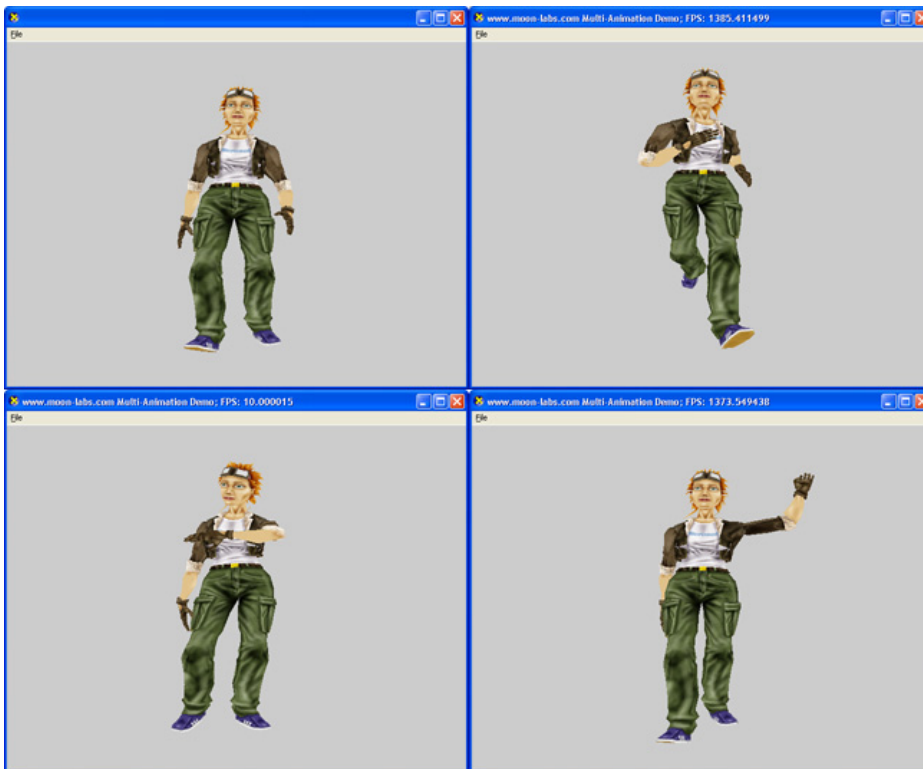 www.moon-labs.com Multi-Animation Demo; FPS: 1385.411499
File
File
www.moon-labs.com Multi-Animation Demo; FPS: 10.000015
www.moon-labs.com Multi-Animation Demo; FPS: 1373.549438
File
File